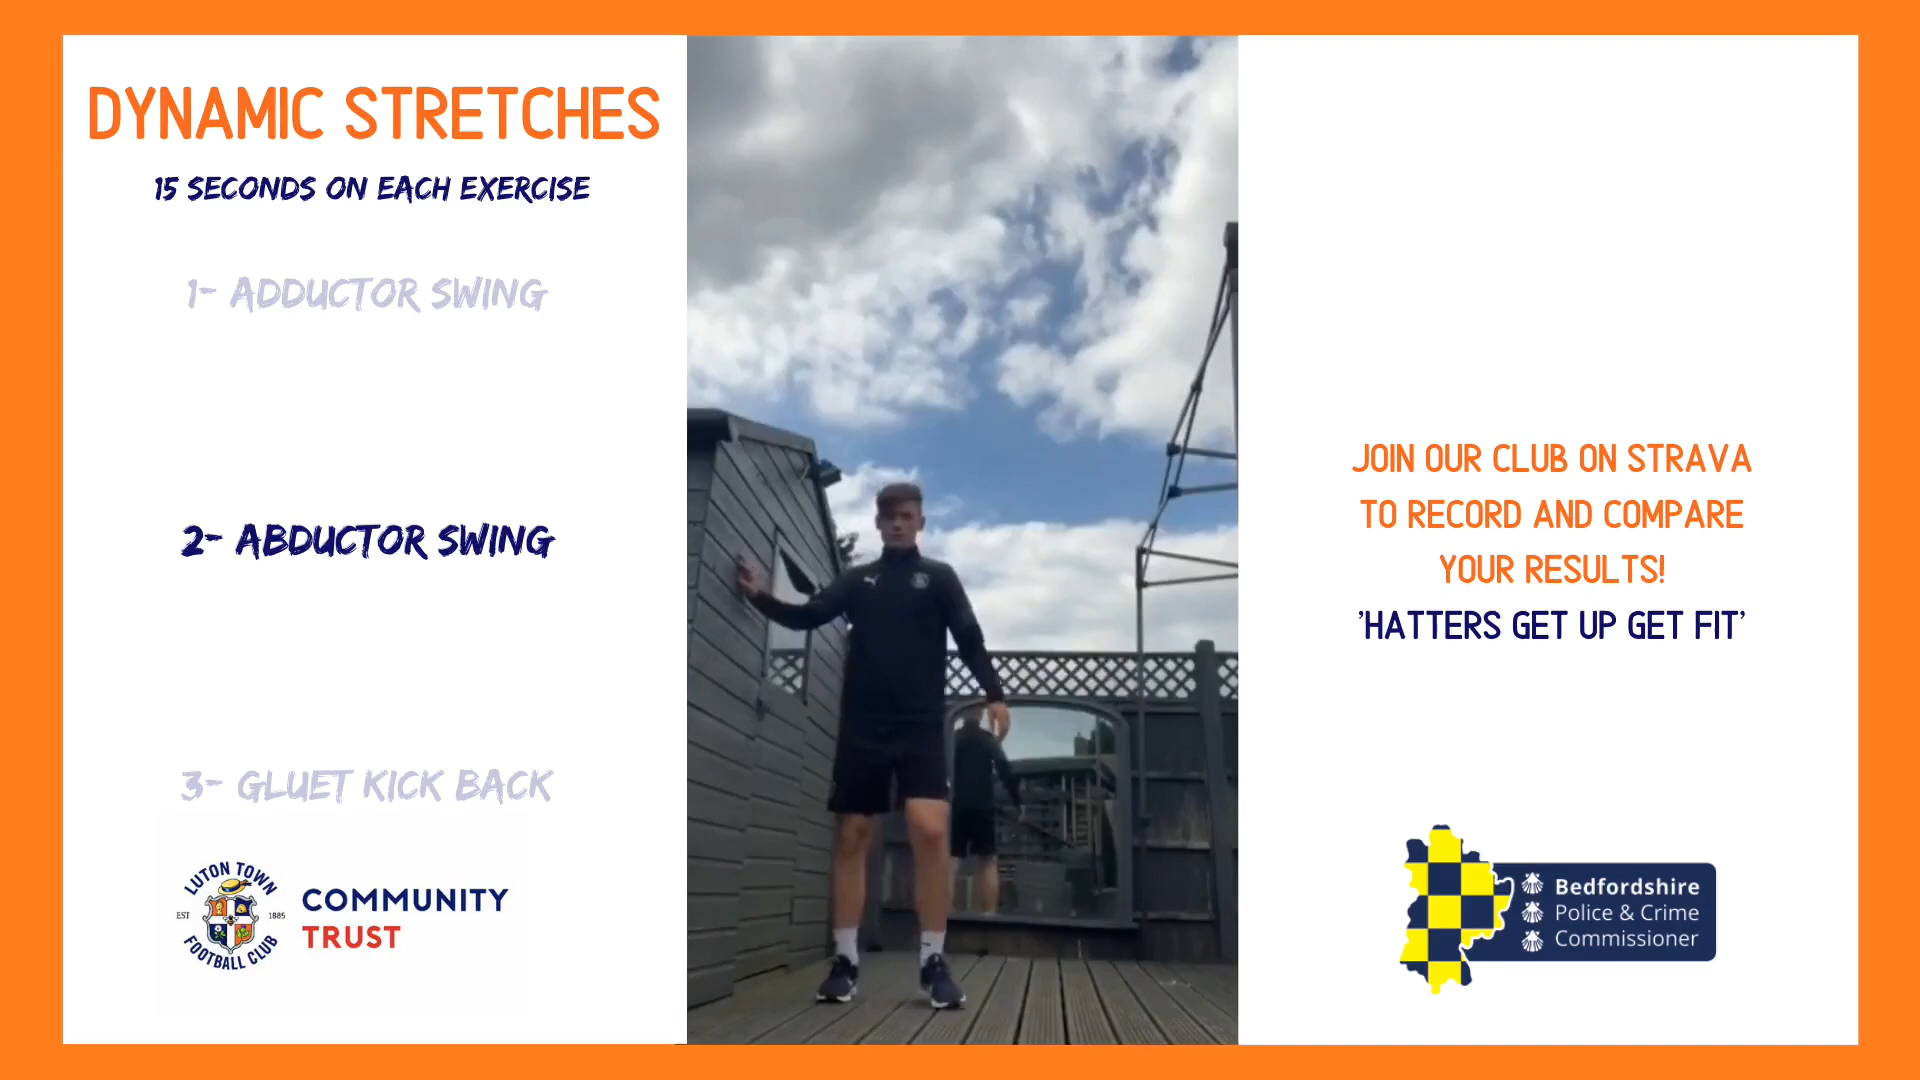 DYNAMIC STRETCHES
15 SECONDS ON EACH EXERCISE
1- ADDUCTOR SWING
2- ABDUCTOR SWING
3- GLUET KICK BACK
LUTON TOWN
EST 1885
FOOTBALL CLUB
COMMUNITY
TRUST
JOIN OUR CLUB ON STRAVA
TO RECORD AND COMPARE
YOUR RESULTS!
'HATTERS GET UP GET FIT'
Bedfordshire
Police & Crime
Commissioner